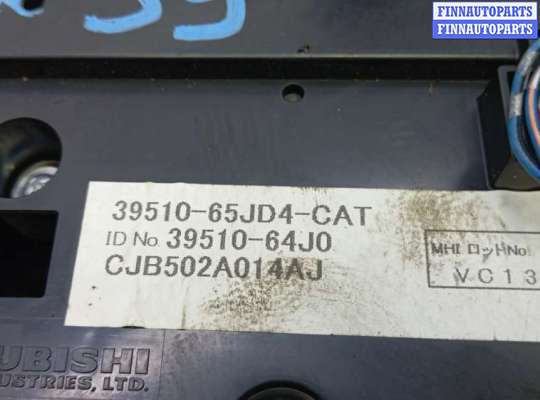 FINNAUTOPARTS
FINNAUTOPARTS
39510-65JD4-CAT
ID No. 39510-64J0
CJB502A014AJ
MHI ロットNo
VC13
UBISHI
DUSTRIES, LTD.